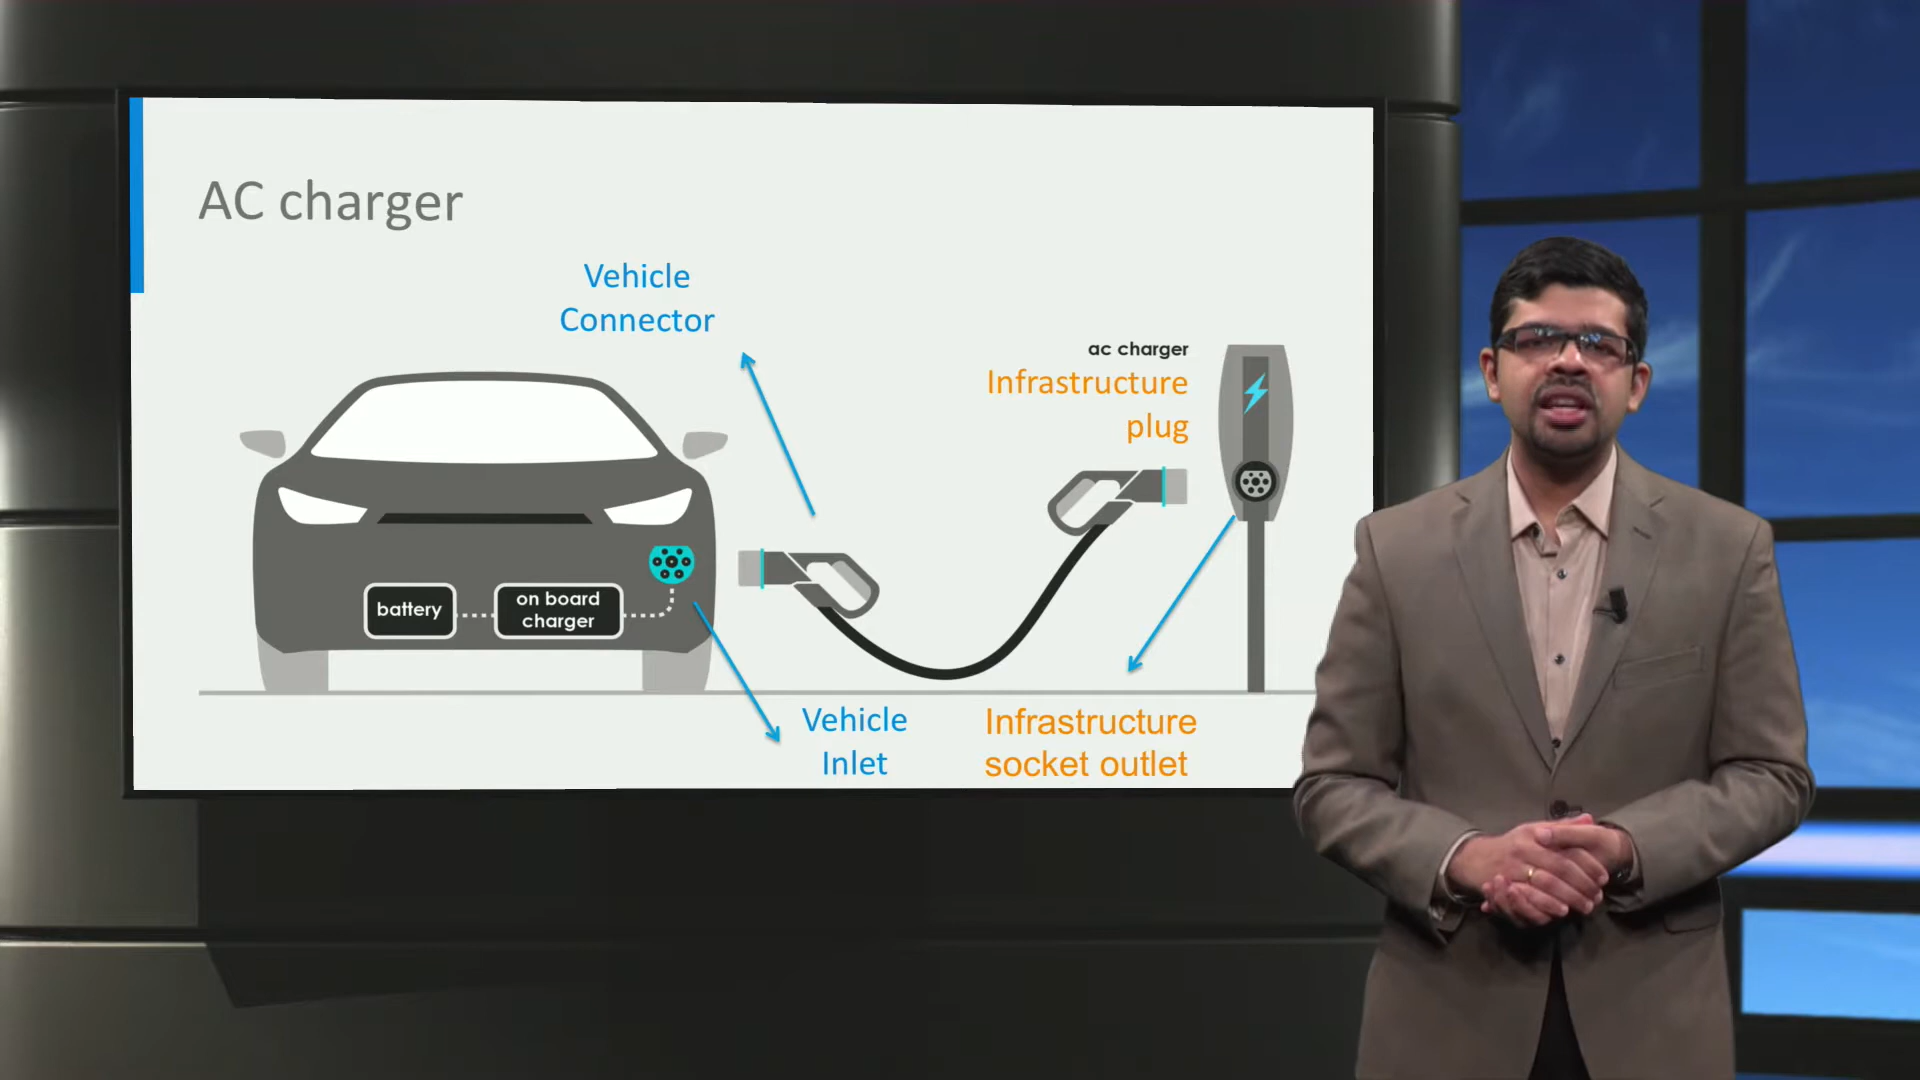 AC charger
Vehicle
Connector
ac charger
Infrastructure
plug
battery
on board
charger
Vehicle
Inlet
Infrastructure
socket outlet